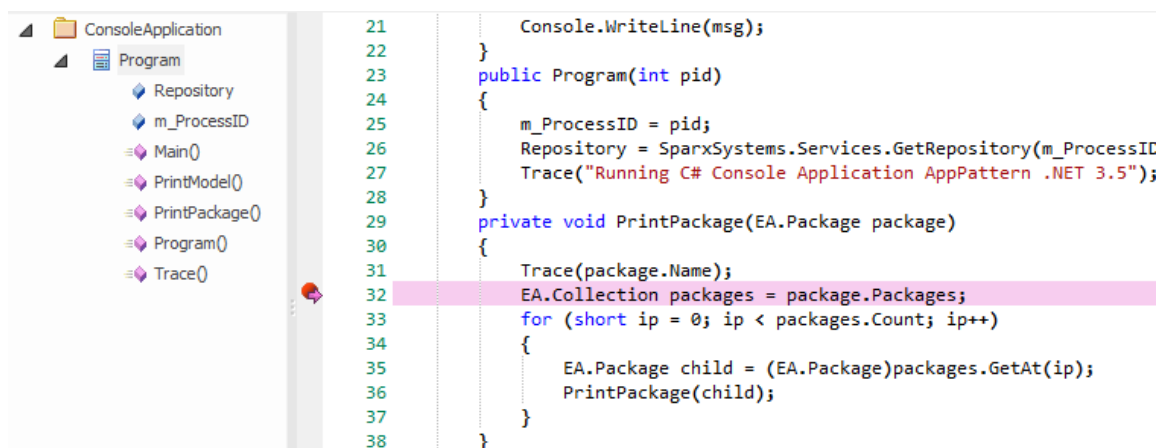 ConsoleApplication
Program
Repository
m_ProcessID
Main()
PrintModel()
PrintPackage()
Program()
Trace()
21 Console.WriteLine(msg);
22 }
23 public Program(int pid)
24 {
25 m_ProcessID = pid;
26 Repository = SparxSystems.Services.GetRepository(m_ProcessID
27 Trace("Running C# Console Application AppPattern .NET 3.5");
28 }
29 private void PrintPackage(EA.Package package)
30 {
31 Trace(package.Name);
32 EA.Collection packages = package.Packages;
33 for (short ip = 0; ip < packages.Count; ip++)
34 {
35 EA.Package child = (EA.Package)packages.GetAt(ip);
36 PrintPackage(child);
37 }
38 }